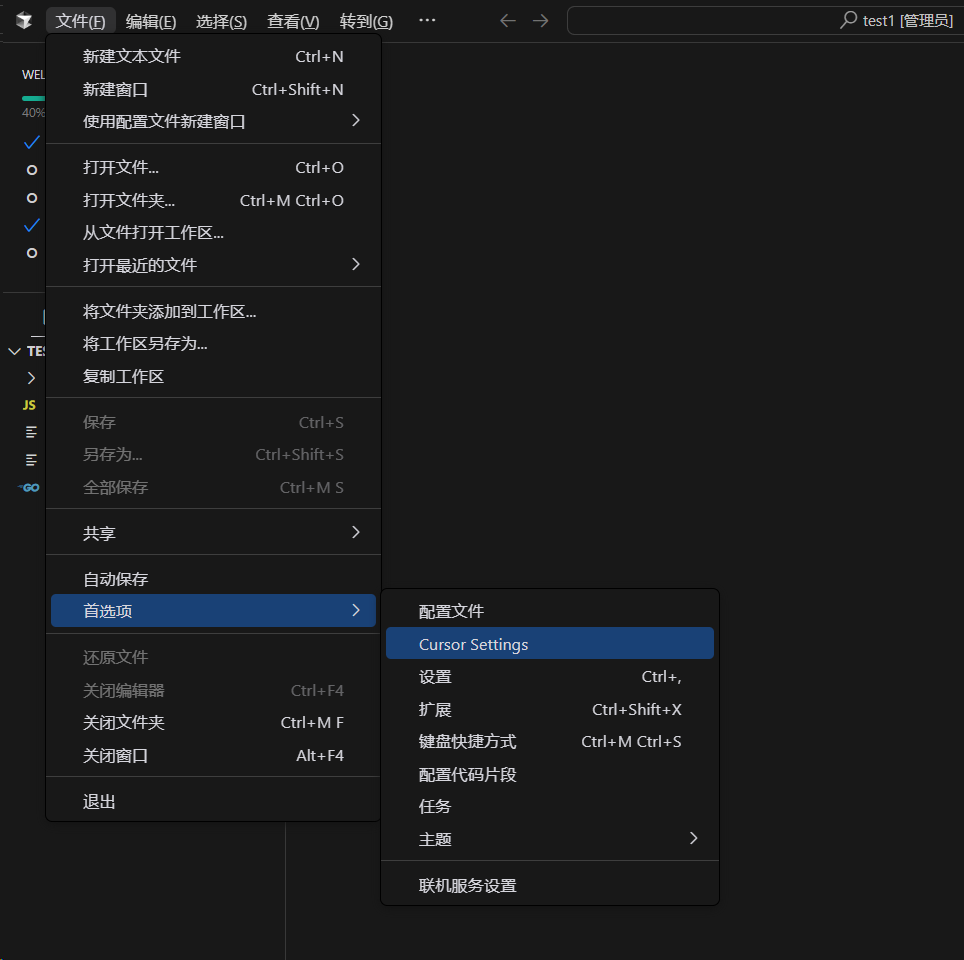 文件(F) 编辑(E) 选择(S) 查看(V) 转到(G) ··· test1 [管理员]
新建文本文件 Ctrl+N
WEL
新建窗口 Ctrl+Shift+N
40%
使用配置文件新建窗口
打开文件... Ctrl+O
打开文件夹... Ctrl+M Ctrl+O
从文件打开工作区...
打开最近的文件
将文件夹添加到工作区...
将工作区另存为...
TES
复制工作区
JS
保存 Ctrl+S
另存为... Ctrl+Shift+S
全部保存 Ctrl+M S
GO
共享
自动保存
首选项
还原文件
关闭编辑器 Ctrl+F4
关闭文件夹 Ctrl+M F
关闭窗口 Alt+F4
退出
配置文件
Cursor Settings
设置 Ctrl+,
扩展 Ctrl+Shift+X
键盘快捷方式 Ctrl+M Ctrl+S
配置代码片段
任务
主题
联机服务设置